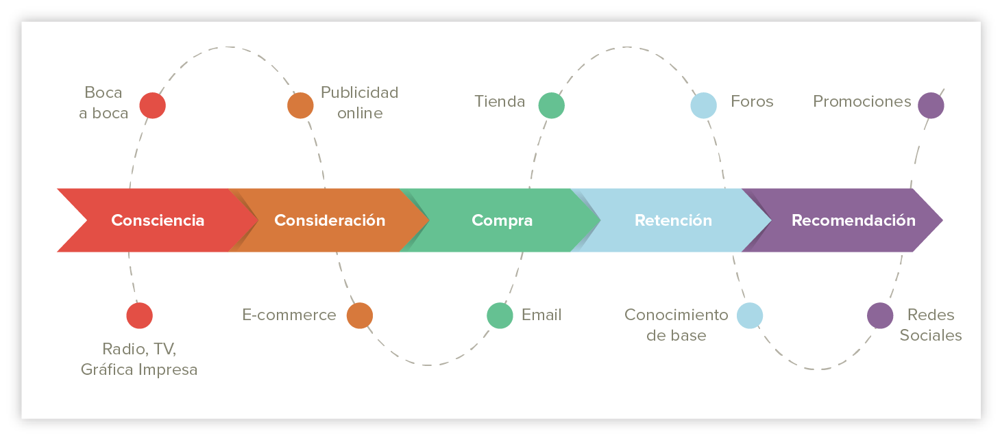 Boca
a boca
Publicidad
online
Tienda
Foros
Promociones
Consciencia
Consideración
Compra
Retención
Recomendación
Radio, TV,
Gráfica Impresa
E-commerce
Email
Conocimiento
de base
Redes
Sociales